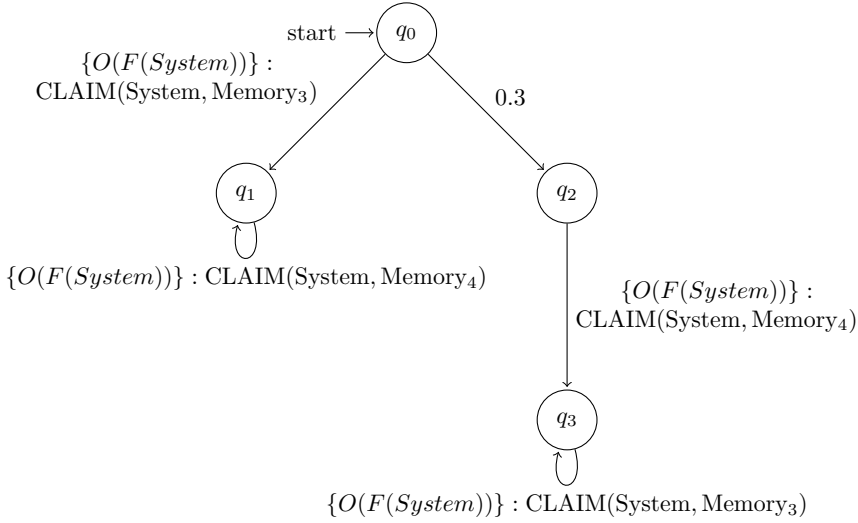 start
q0
{O(F(System))} :
CLAIM(System, Memory3)
0.3
q1
q2
{O(F(System))} : CLAIM(System, Memory4)
{O(F(System))} :
CLAIM(System, Memory4)
q3
{O(F(System))} : CLAIM(System, Memory3)